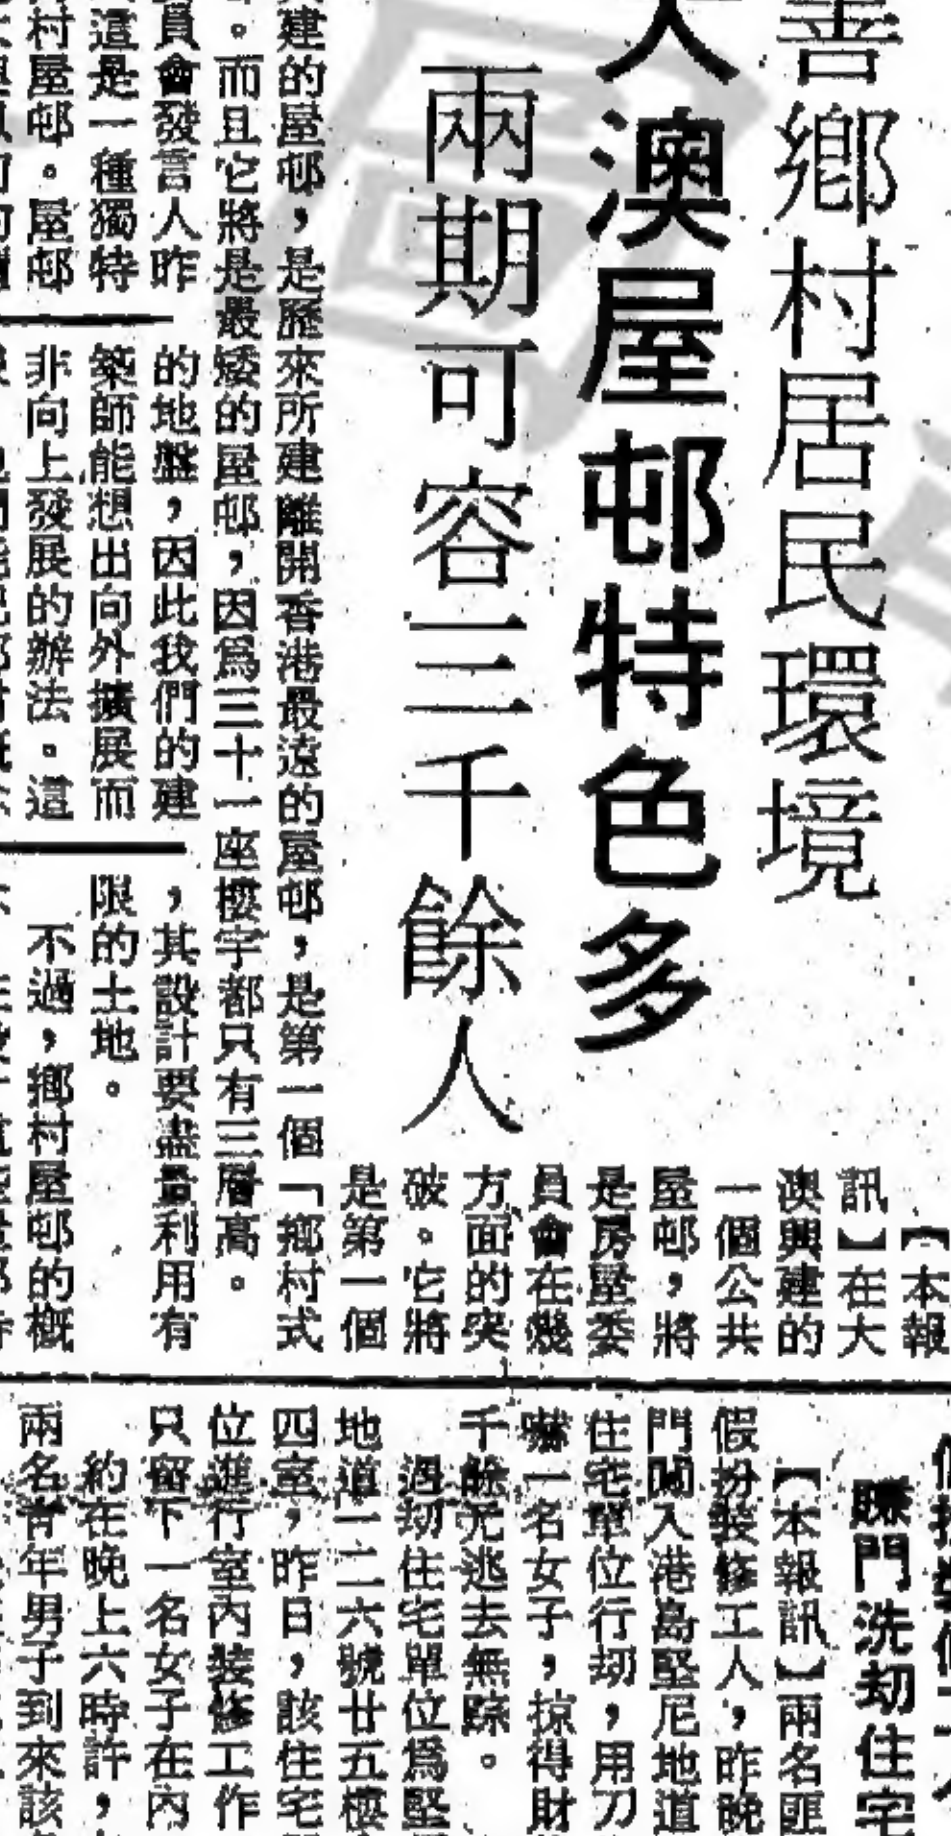 善鄉村居民環境
大澳屋邨特色多
兩期可容三千餘人
【本報
訊】在大
澳興建的
一個公共
屋邨，將
是房屋委
員會在幾
方面的突
破。它將
是第一個
建的屋邨，是歷來所建離開香港最遠的屋邨，是第一個「鄉村式
。而且它將是最矮的屋邨，因爲三十一座樓宇都只有三層高。
員會發言人昨
這是一種獨特
村屋邨。屋邨
的地盤，因此我們的建
築師能想出向外擴展而
非向上發展的辦法。這
，其設計要盡量利用有
限的土地。
不過，鄉村屋邨的概
賺門洗劫住宅
【本報訊】兩名匪
假扮裝修工人，昨晚
門闖入港島堅尼地道
住宅單位行刧，用刀
嚇一名女子，掠得財
千餘元逃去無踪。
遇刧住宅單位爲堅
地道一二六號廿五樓
四室，昨日，該住宅
位進行室內裝修工作
只留下一名女子在內
約在晚上六時許，
兩名靑年男子到來該